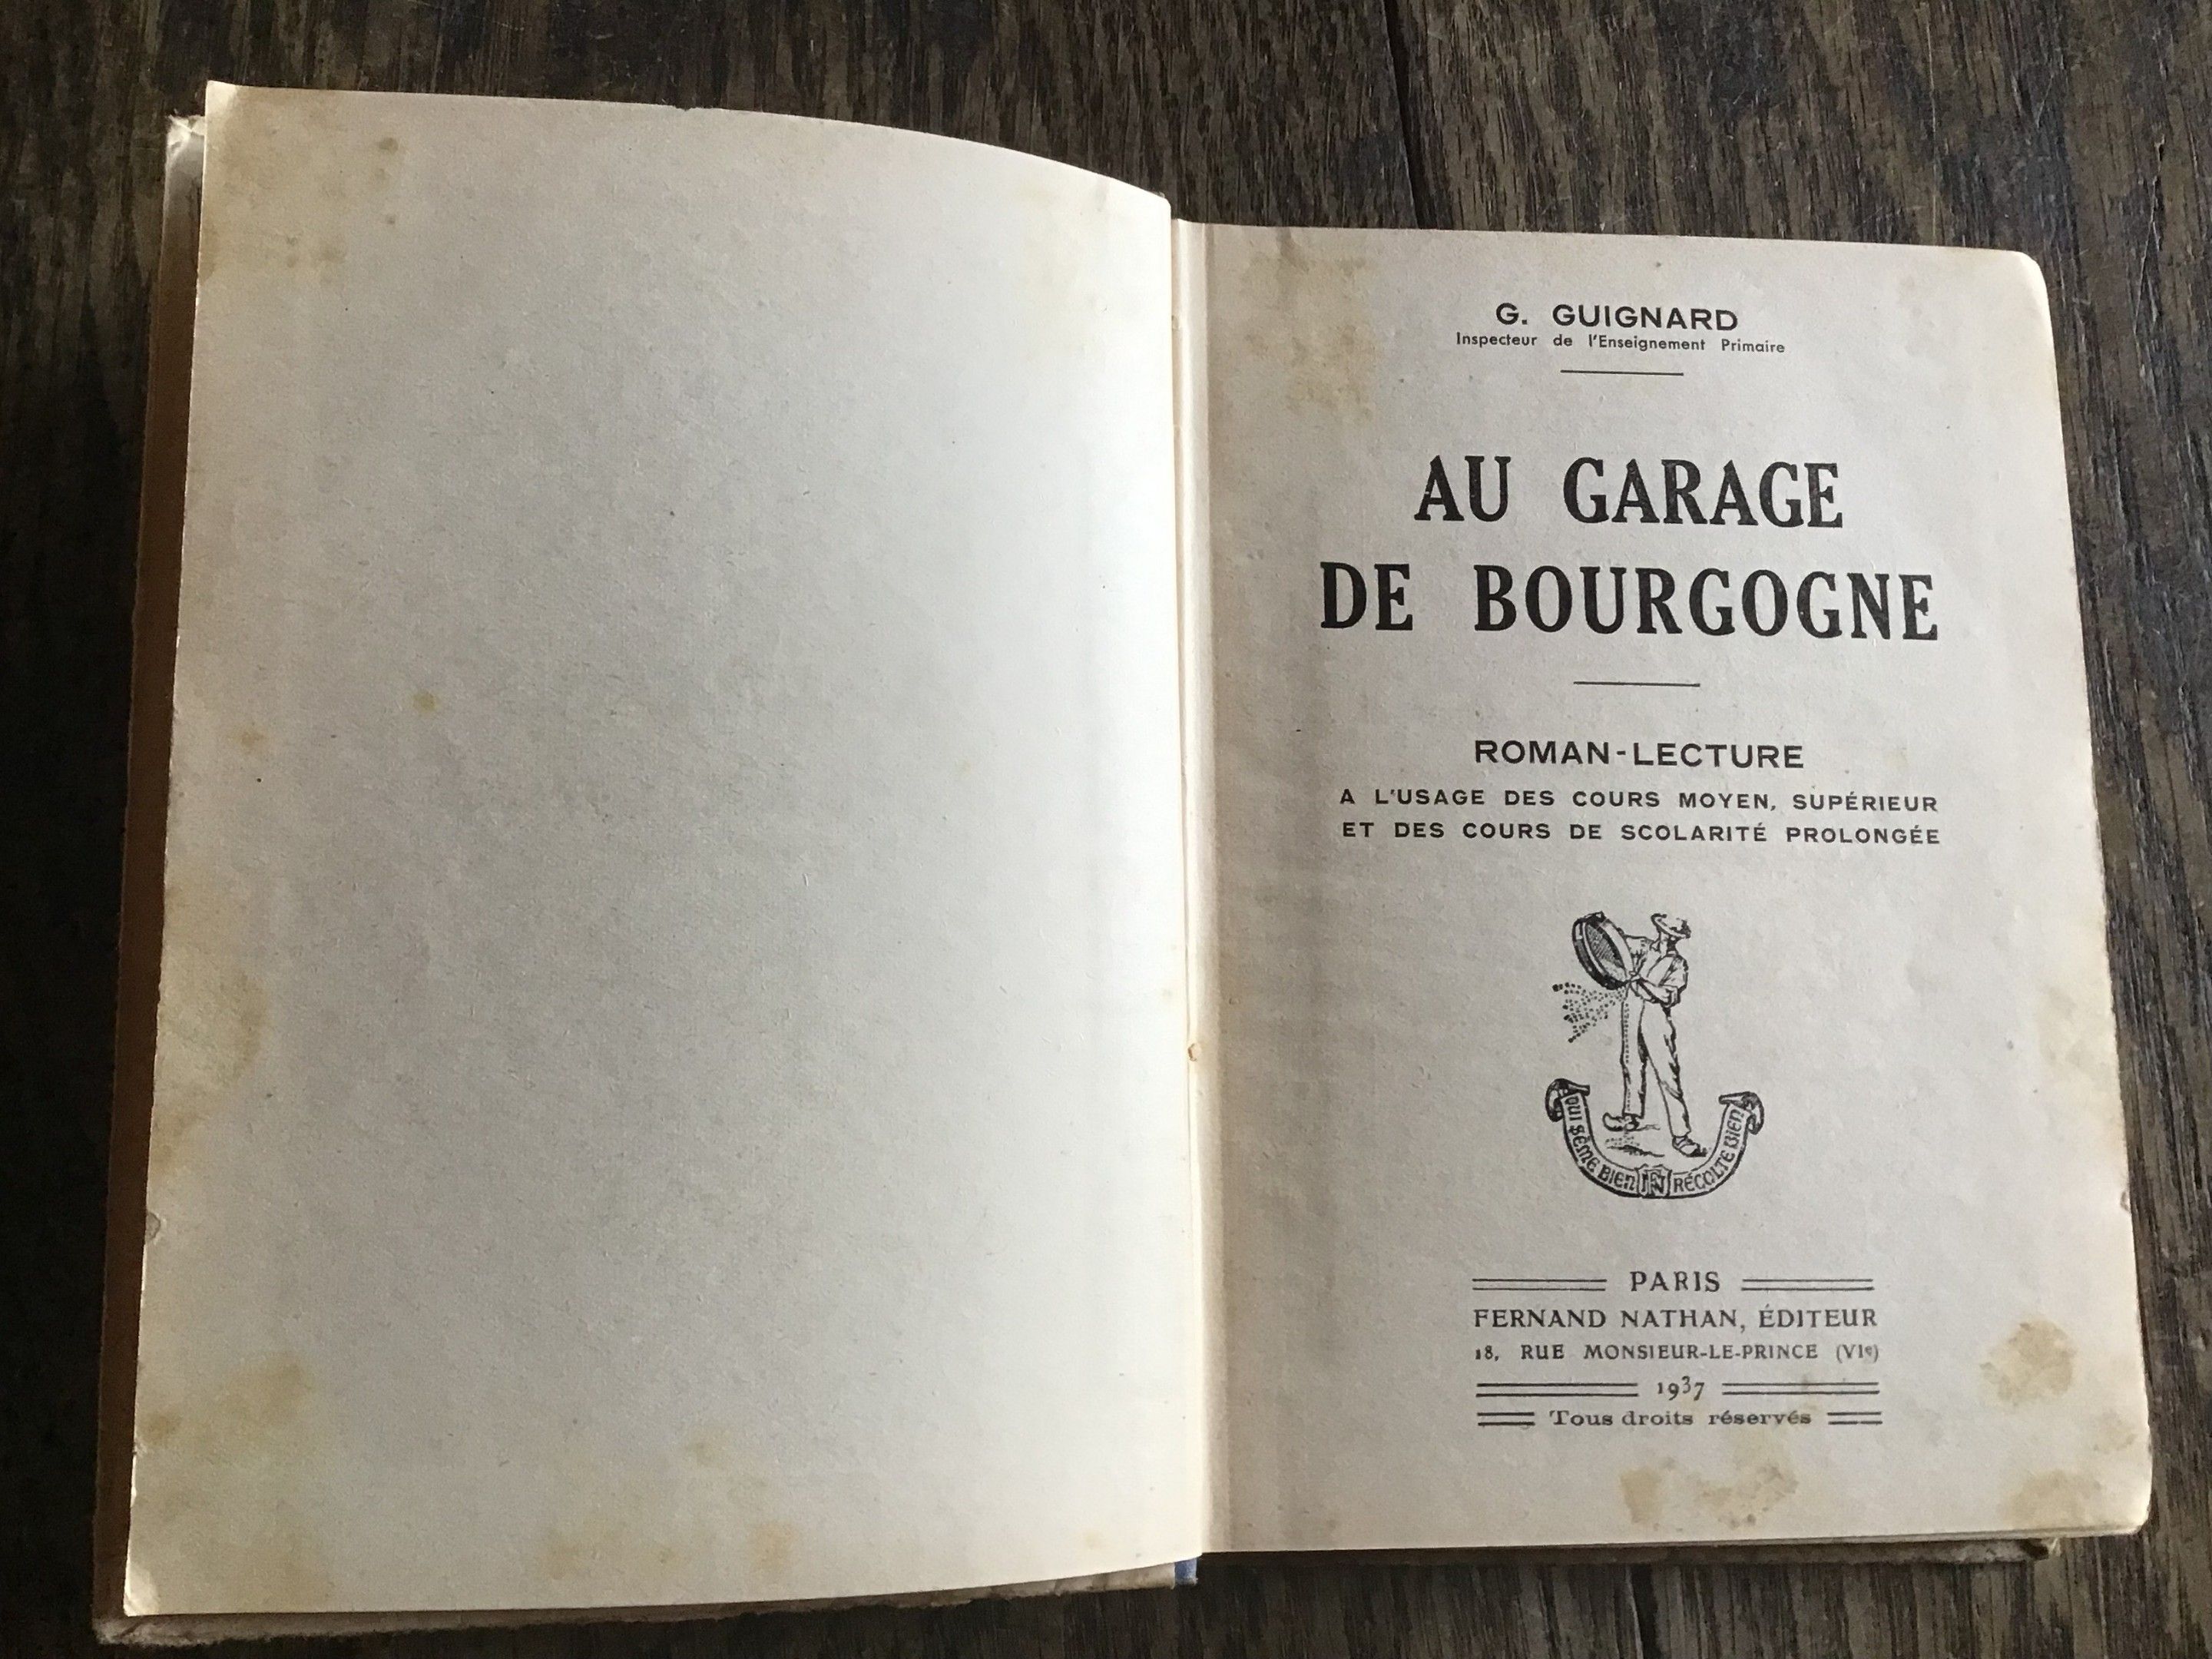 G. GUIGNARD
Inspecteur de l'Enseignement Primaire
AU GARAGE
DE BOURGOGNE
ROMAN-LECTURE
A L'USAGE DES COURS MOYEN, SUPÉRIEUR
ET DES COURS DE SCOLARITÉ PROLONGÉE
QUI SÈME BIEN FN RÉCOLTE BIEN
PARIS
FERNAND NATHAN, ÉDITEUR
18, RUE MONSIEUR-LE-PRINCE (VIe)
1937
Tous droits réservés